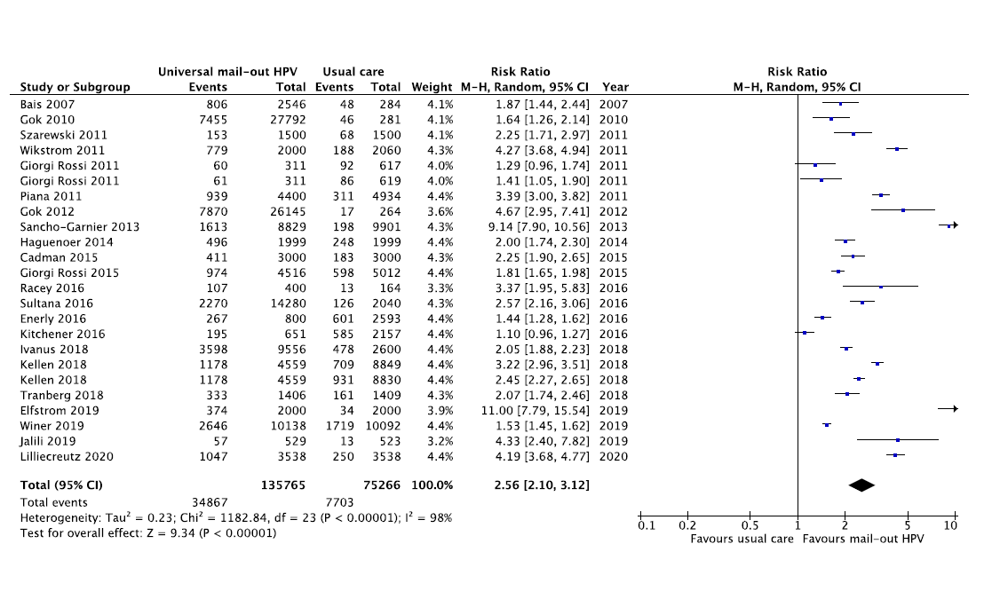 Universal mail-out HPV Usual care Risk Ratio Risk Ratio
Study or Subgroup Events Total Events Total Weight M-H, Random, 95% CI Year M-H, Random, 95% CI
Bais 2007 806 2546 48 284 4.1% 1.87 [1.44, 2.44] 2007
Gok 2010 7455 27792 46 281 4.1% 1.64 [1.26, 2.14] 2010
Szarewski 2011 153 1500 68 1500 4.1% 2.25 [1.71, 2.97] 2011
Wikstrom 2011 779 2000 188 2060 4.3% 4.27 [3.68, 4.94] 2011
Giorgi Rossi 2011 60 311 92 617 4.0% 1.29 [0.96, 1.74] 2011
Giorgi Rossi 2011 61 311 86 619 4.0% 1.41 [1.05, 1.90] 2011
Piana 2011 939 4400 311 4934 4.4% 3.39 [3.00, 3.82] 2011
Gok 2012 7870 26145 17 264 3.6% 4.67 [2.95, 7.41] 2012
Sancho-Garnier 2013 1613 8829 198 9901 4.3% 9.14 [7.90, 10.56] 2013
Haguenoer 2014 496 1999 248 1999 4.4% 2.00 [1.74, 2.30] 2014
Cadman 2015 411 3000 183 3000 4.3% 2.25 [1.90, 2.65] 2015
Giorgi Rossi 2015 974 4516 598 5012 4.4% 1.81 [1.65, 1.98] 2015
Racey 2016 107 400 13 164 3.3% 3.37 [1.95, 5.83] 2016
Sultana 2016 2270 14280 126 2040 4.3% 2.57 [2.16, 3.06] 2016
Enerly 2016 267 800 601 2593 4.4% 1.44 [1.28, 1.62] 2016
Kitchener 2016 195 651 585 2157 4.4% 1.10 [0.96, 1.27] 2016
Ivanus 2018 3598 9556 478 2600 4.4% 2.05 [1.88, 2.23] 2018
Kellen 2018 1178 4559 709 8849 4.4% 3.22 [2.96, 3.51] 2018
Kellen 2018 1178 4559 931 8830 4.4% 2.45 [2.27, 2.65] 2018
Tranberg 2018 333 1406 161 1409 4.3% 2.07 [1.74, 2.46] 2018
Elfstrom 2019 374 2000 34 2000 3.9% 11.00 [7.79, 15.54] 2019
Winer 2019 2646 10138 1719 10092 4.4% 1.53 [1.45, 1.62] 2019
Jalili 2019 57 529 13 523 3.2% 4.33 [2.40, 7.82] 2019
Lilliecreutz 2020 1047 3538 250 3538 4.4% 4.19 [3.68, 4.77] 2020
Total (95% CI) 135765 75266 100.0% 2.56 [2.10, 3.12]
Total events 34867 7703
Heterogeneity: Tau² = 0.23; Chi² = 1182.84, df = 23 (P < 0.00001); I² = 98%
Test for overall effect: Z = 9.34 (P < 0.00001)
0.1 0.2 0.5 1 2 5 10
Favours usual care Favours mail-out HPV